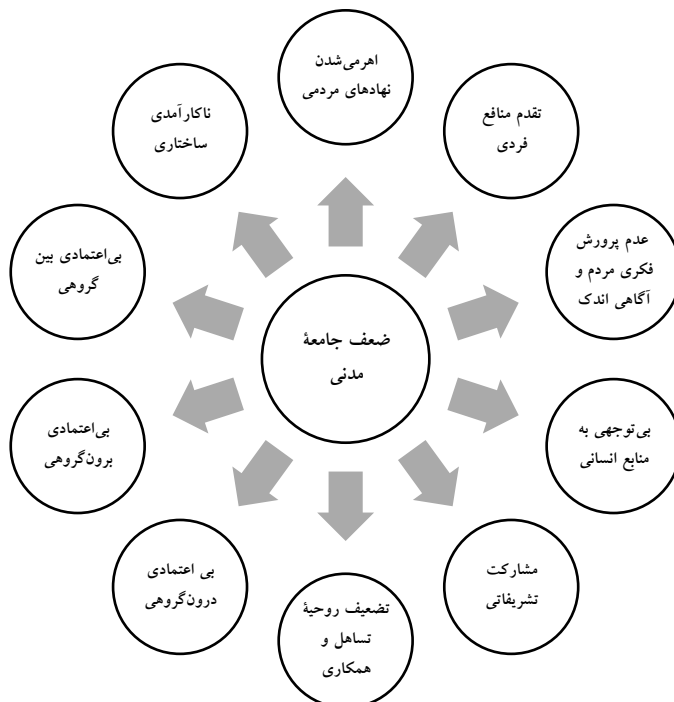 اهرمی‌شدن
نهادهای مردمی
تقدم منافع
فردی
عدم پرورش
فکری مردم و
آگاهی اندک
بی‌توجهی به
منابع انسانی
مشارکت
تشریفاتی
تضعیف روحیۀ
تساهل و
همکاری
بی اعتمادی
درون‌گروهی
بی‌اعتمادی
برون‌گروهی
بی‌اعتمادی بین
گروهی
ناکارآمدی
ساختاری
ضعف جامعۀ
مدنی